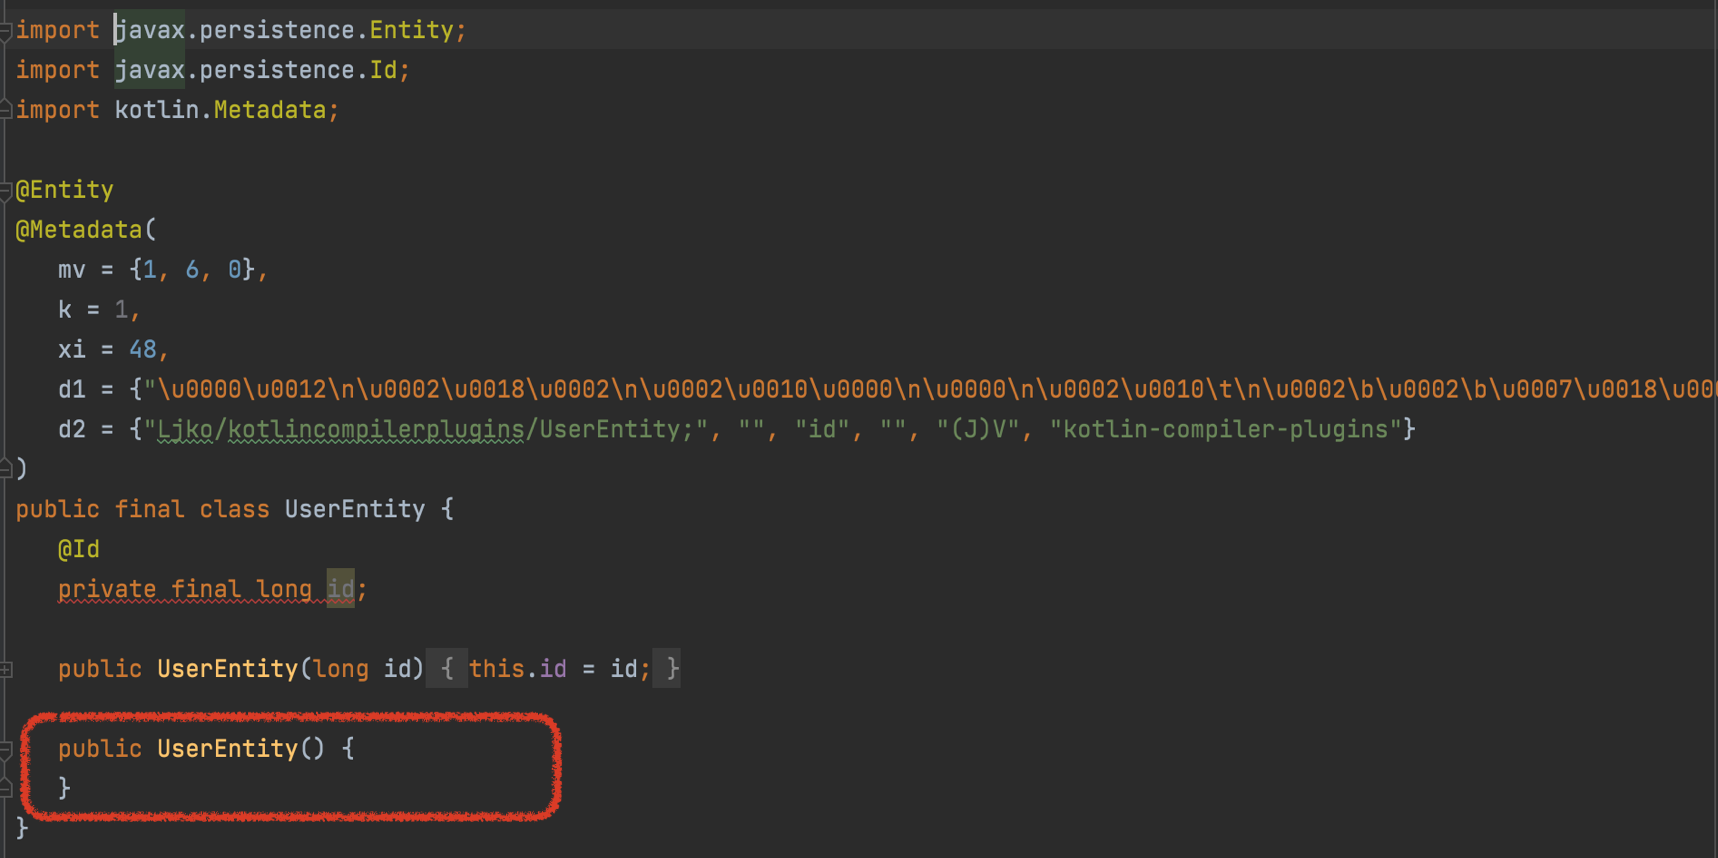 import javax.persistence.Entity;
import javax.persistence.Id;
import kotlin.Metadata;
@Entity
@Metadata(
mv = {1, 6, 0},
k = 1,
xi = 48,
d1 = {"\u0000\u0012\n\u0002\u0018\u0002\n\u0002\u0010\u0000\n\u0000\n\u0002\u0010\t\n\u0002\b\u0002\b\u0007\u0018\u00
d2 = {"Ljko/kotlincompilerplugins/UserEntity;", "", "id", "", "(J)V", "kotlin-compiler-plugins"}
)
public final class UserEntity {
@Id
private final long id;
public UserEntity(long id) { this.id = id; }
public UserEntity() {
}
}